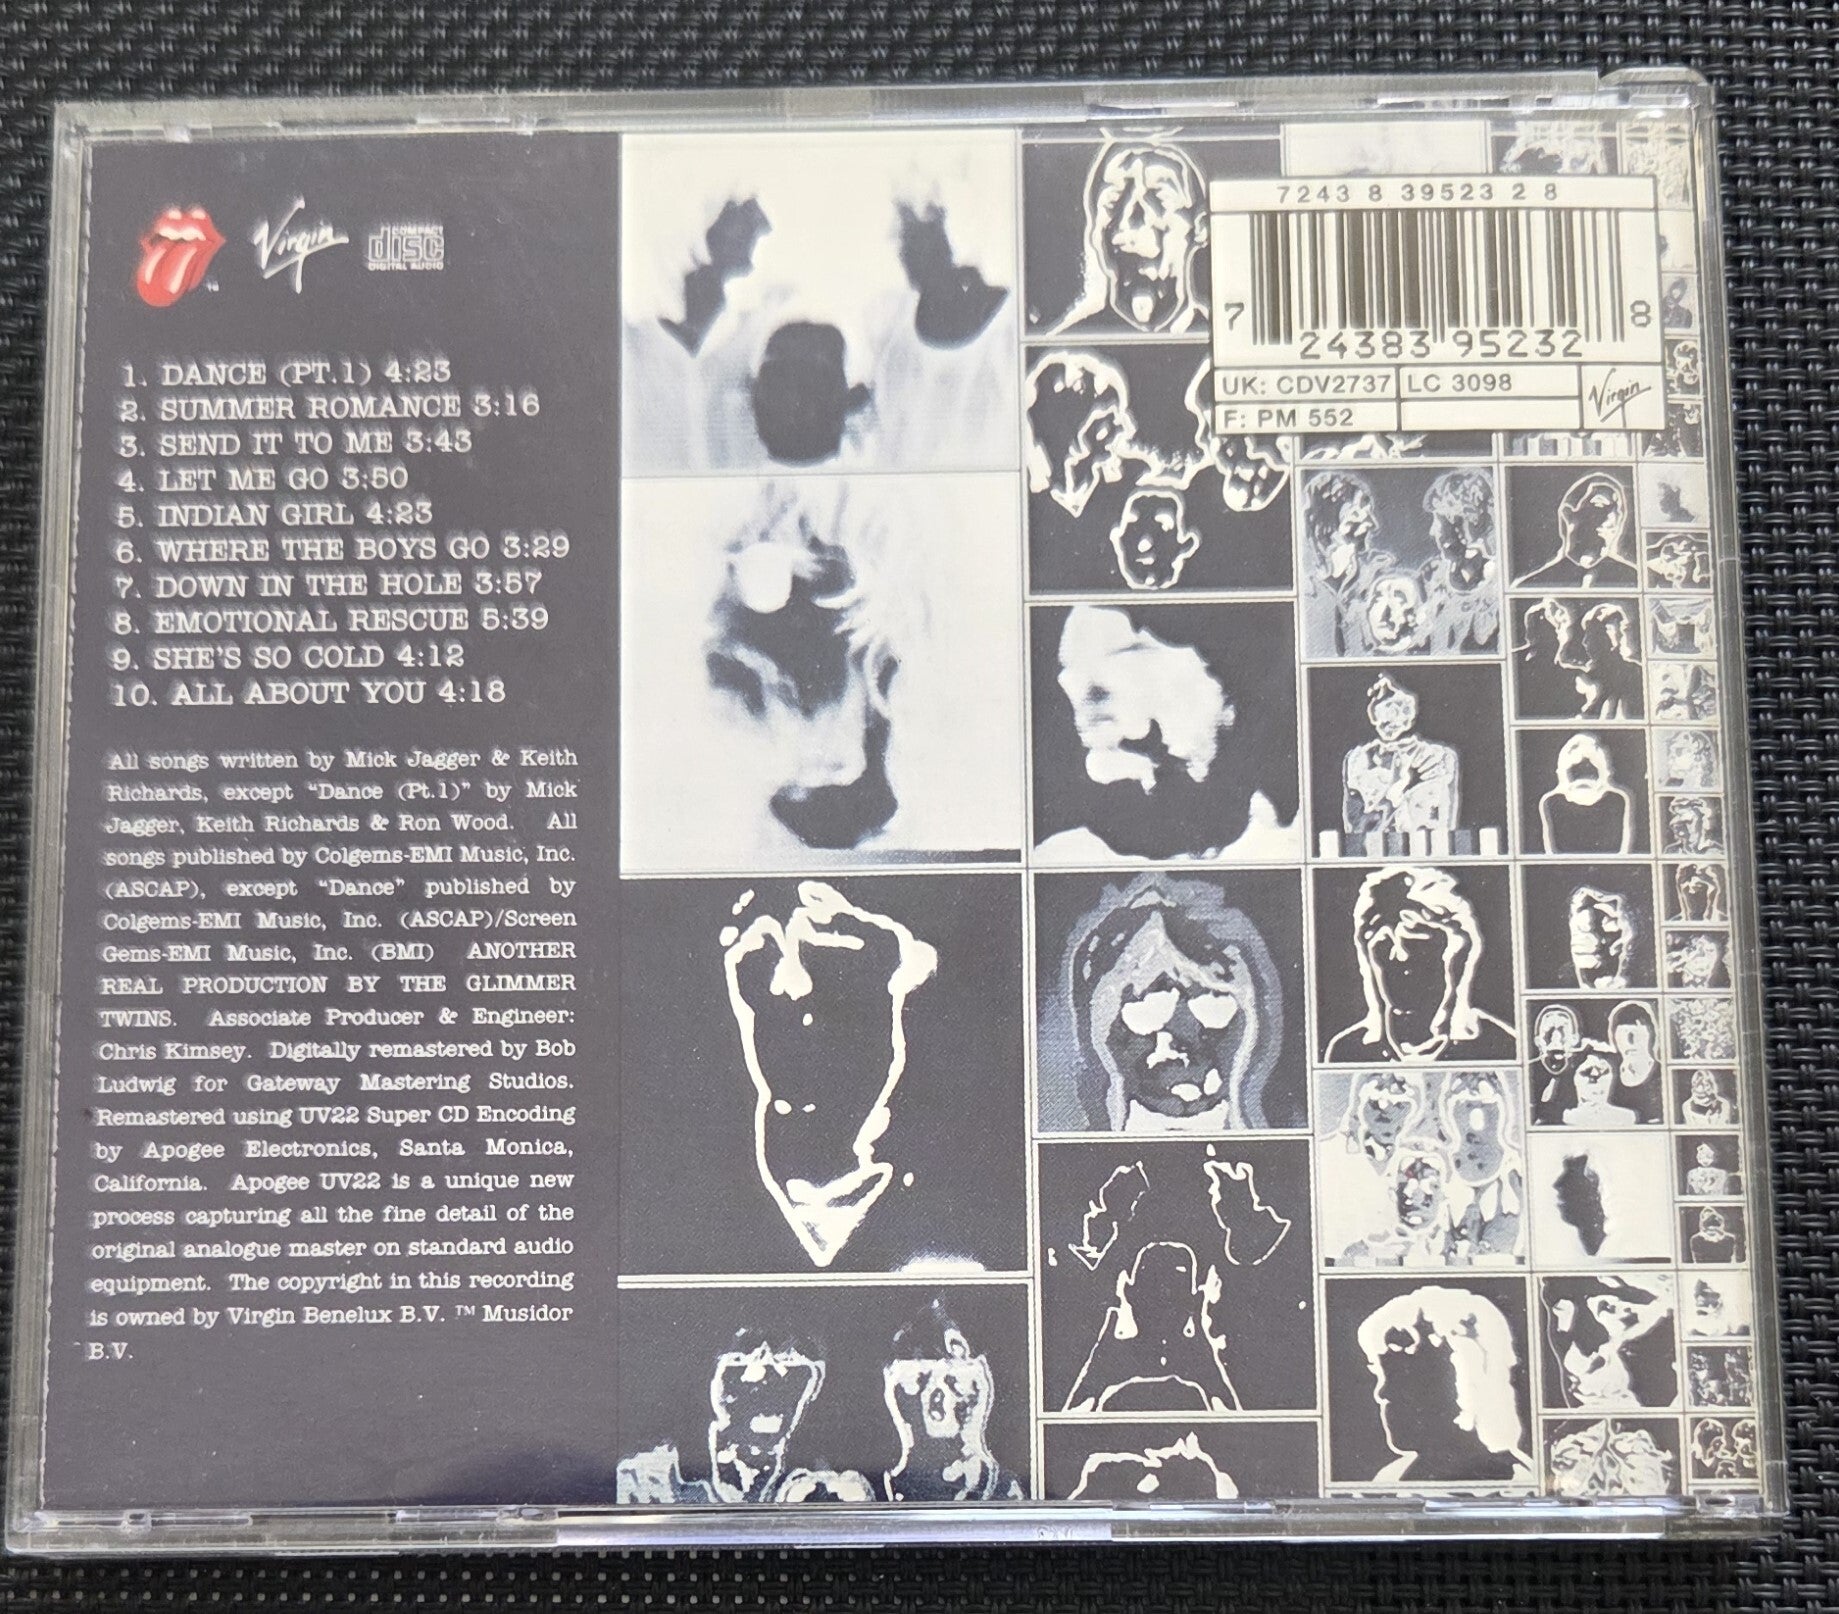 Virgin
COMPACT
disc
DIGITAL AUDIO
1. DANCE (PT.1) 4:23
2. SUMMER ROMANCE 3:16
3. SEND IT TO ME 3:43
4. LET ME GO 3:50
5. INDIAN GIRL 4:23
6. WHERE THE BOYS GO 3:29
7. DOWN IN THE HOLE 3:57
8. EMOTIONAL RESCUE 5:39
9. SHE'S SO COLD 4:12
10. ALL ABOUT YOU 4:18
All songs written by Mick Jagger & Keith
Richards, except "Dance (Pt.1)" by Mick
Jagger, Keith Richards & Ron Wood. All
songs published by Colgems-EMI Music, Inc.
(ASCAP), except "Dance" published by
Colgems-EMI Music, Inc. (ASCAP)/Screen
Gems-EMI Music, Inc. (BMI) ANOTHER
REAL PRODUCTION BY THE GLIMMER
TWINS. Associate Producer & Engineer:
Chris Kimsey. Digitally remastered by Bob
Ludwig for Gateway Mastering Studios.
Remastered using UV22 Super CD Encoding
by Apogee Electronics, Santa Monica,
California. Apogee UV22 is a unique new
process capturing all the fine detail of the
original analogue master on standard audio
equipment. The copyright in this recording
is owned by Virgin Benelux B.V. ™ Musidor
B.V.
7243 8 39523 2 8
7 24383 95232 8
UK: CDV2737 LC 3098
F: PM 552
Virgin